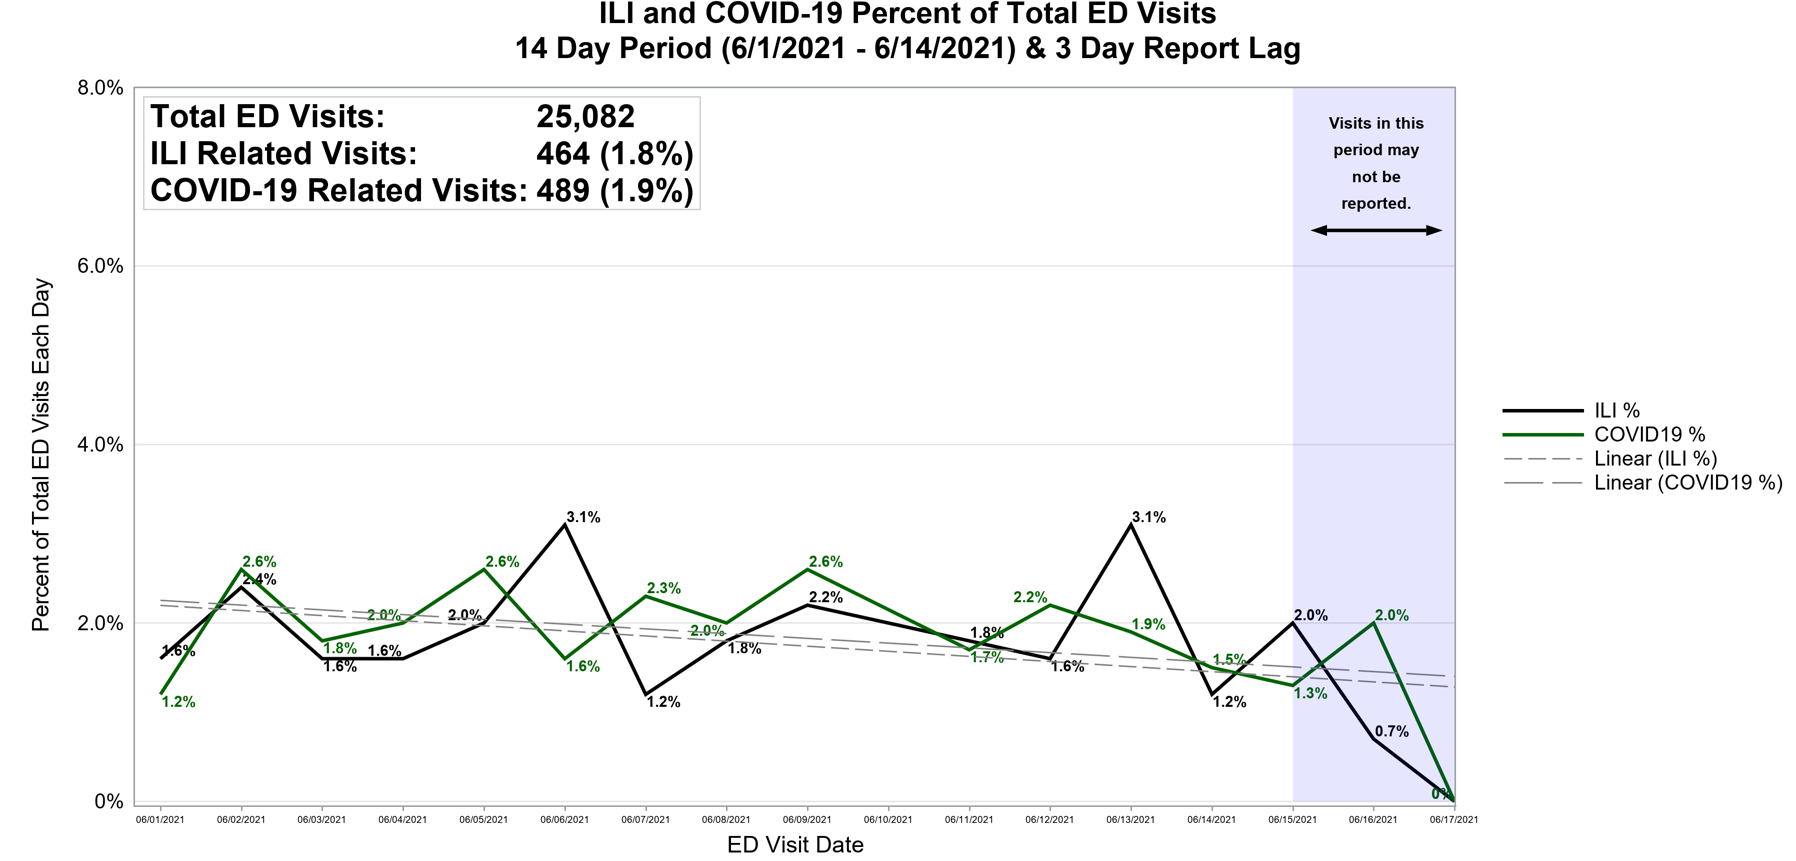 ILI and COVID-19 Percent of Total ED Visits
14 Day Period (6/1/2021 - 6/14/2021) & 3 Day Report Lag
8.0%
6.0%
4.0%
2.0%
0%
Percent of Total ED Visits Each Day
Total ED Visits: 25,082
ILI Related Visits: 464 (1.8%)
COVID-19 Related Visits: 489 (1.9%)
Visits in this
period may
not be
reported.
ILI %
COVID19 %
Linear (ILI %)
Linear (COVID19 %)
1.6% 2.4% 1.6% 1.6% 2.0% 3.1% 1.2% 1.8% 2.2% 1.8% 1.6% 3.1% 1.2% 2.0% 0.7%
1.2% 2.6% 1.8% 2.0% 2.6% 1.6% 2.3% 2.0% 2.6% 1.7% 2.2% 1.9% 1.5% 1.3% 2.0% 0%
06/01/2021 06/02/2021 06/03/2021 06/04/2021 06/05/2021 06/06/2021 06/07/2021 06/08/2021 06/09/2021 06/10/2021 06/11/2021 06/12/2021 06/13/2021 06/14/2021 06/15/2021 06/16/2021 06/17/2021
ED Visit Date